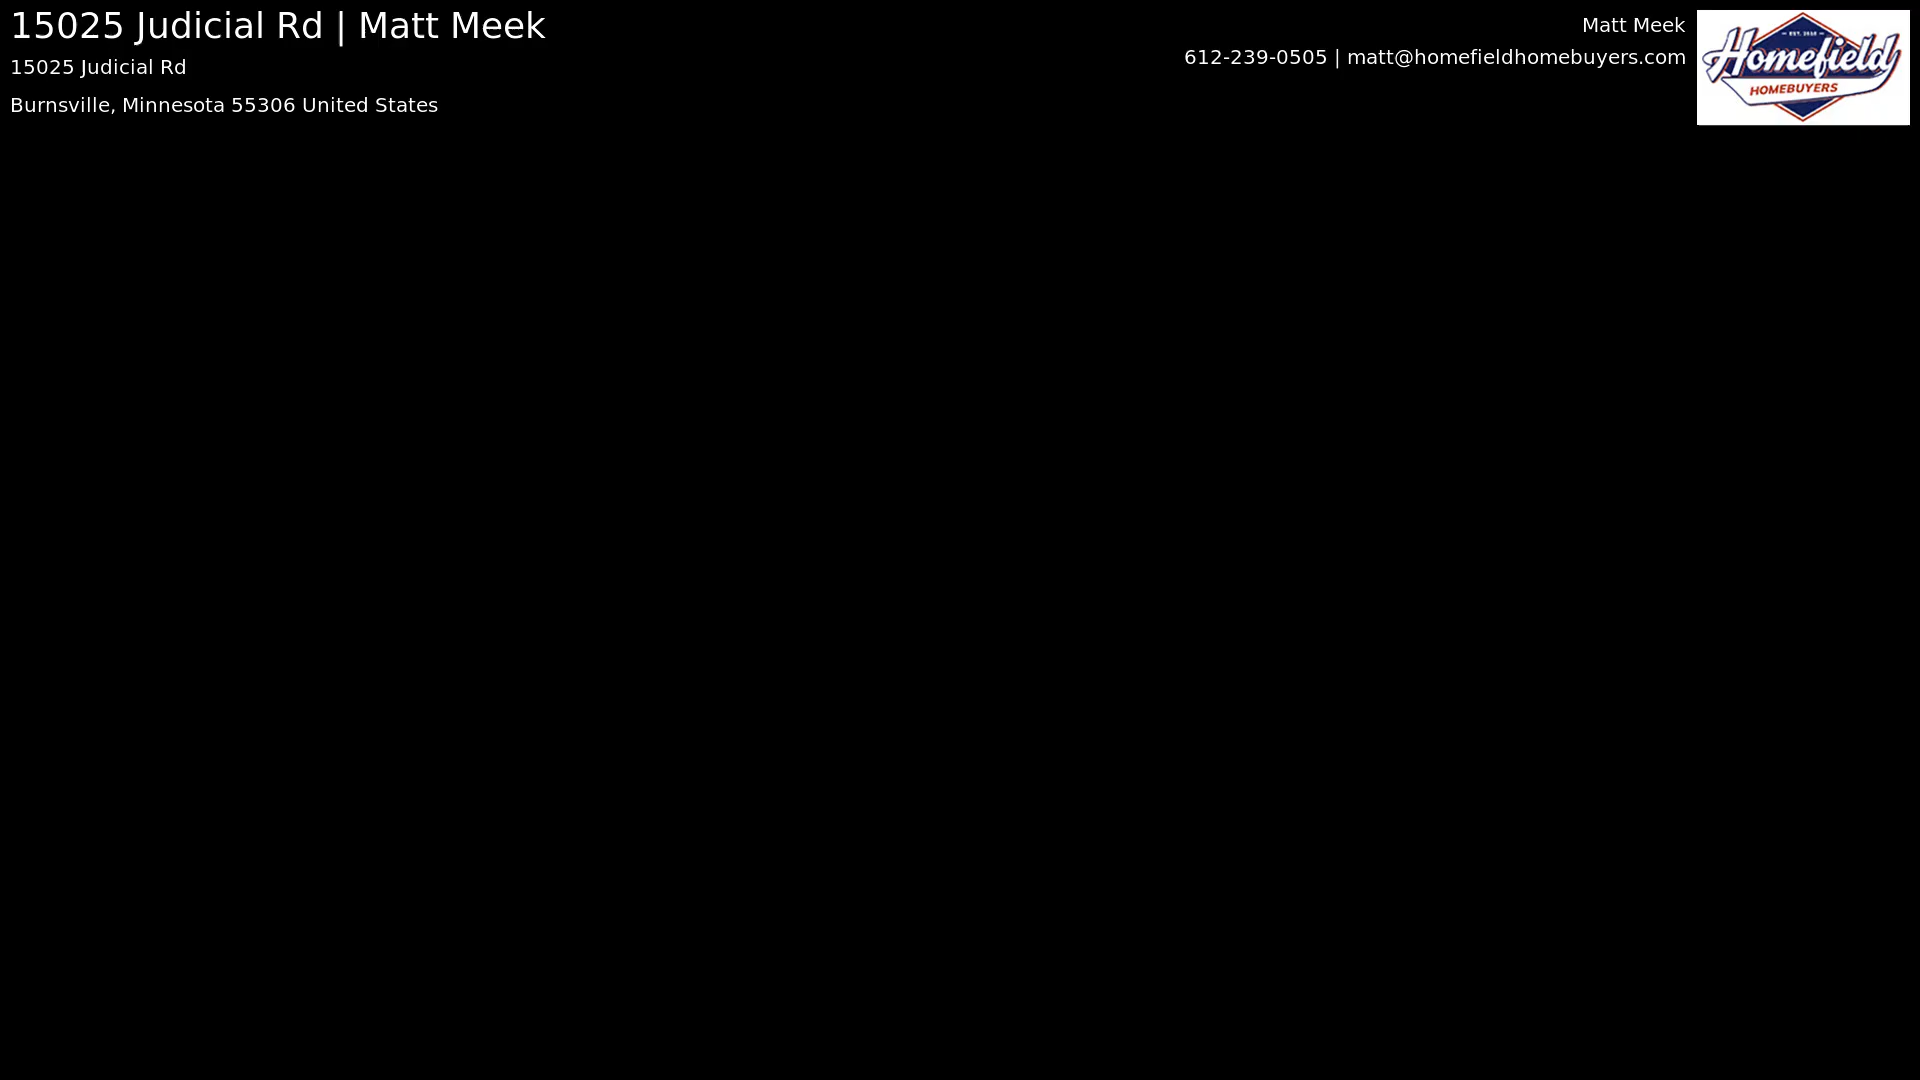 15025 Judicial Rd | Matt Meek
15025 Judicial Rd
Burnsville, Minnesota 55306 United States
Matt Meek
612-239-0505 | matt@homefieldhomebuyers.com
Homefield
HOMEBUYERS